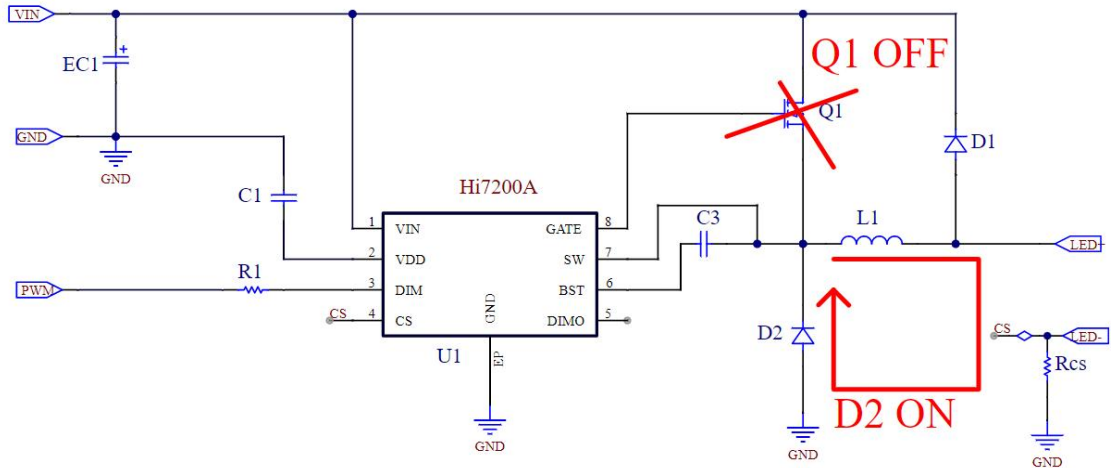 VIN
EC1
GND
GND
C1
PWM
R1
Hi7200A
1 VIN GATE 8
2 VDD SW 7
3 DIM BST 6
4 CS DIMO 5
GND
CS
U1
EP
GND
Q1 OFF
Q1
D1
C3
L1
LED+
D2
D2 ON
GND
CS
LED-
Rcs
GND